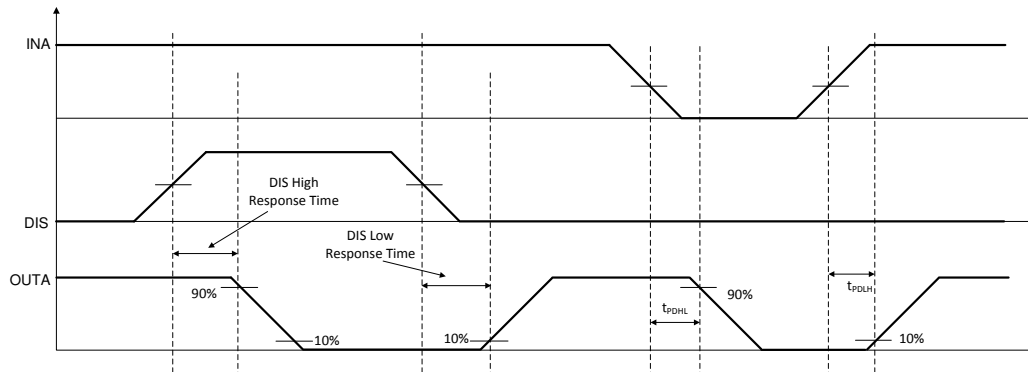 INA
DIS High
Response Time
DIS
DIS Low
Response Time
OUTA
90%
10%
10%
tPDHL
90%
tPDLH
10%